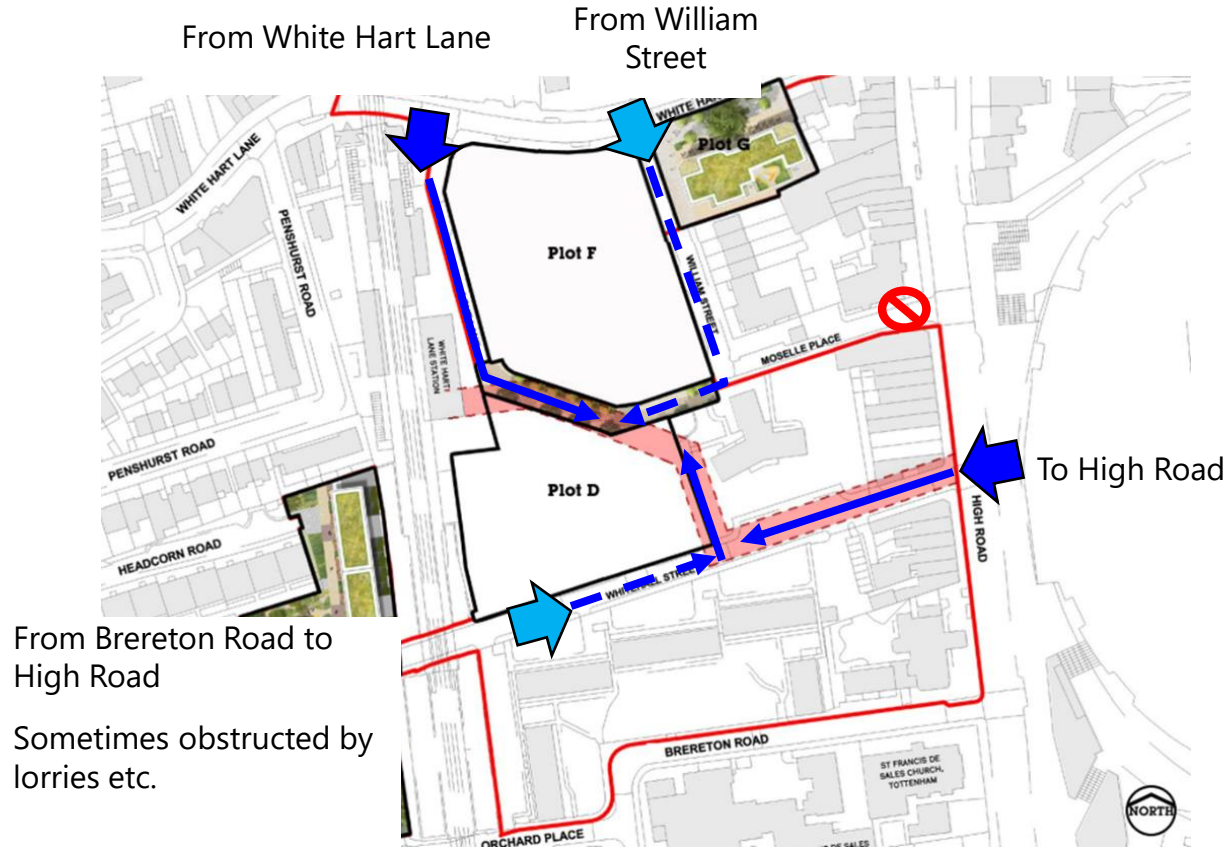 From White Hart Lane
From William
Street
WHITE HART
Plot G
WHITE HART LANE
PENSHURST ROAD
Plot F
WILLIAM STREET
WHITE HART
LANE STATION
MOSELLE PLACE
PENSHURST ROAD
To High Road
Plot D
HIGH ROAD
HEADCORN ROAD
WHITEHALL STREET
From Brereton Road to
High Road
Sometimes obstructed by
lorries etc.
BRERETON ROAD
ST FRANCIS DE
SALES CHURCH,
TOTTENHAM
NORTH
ORCHARD PLACE
DE SALES